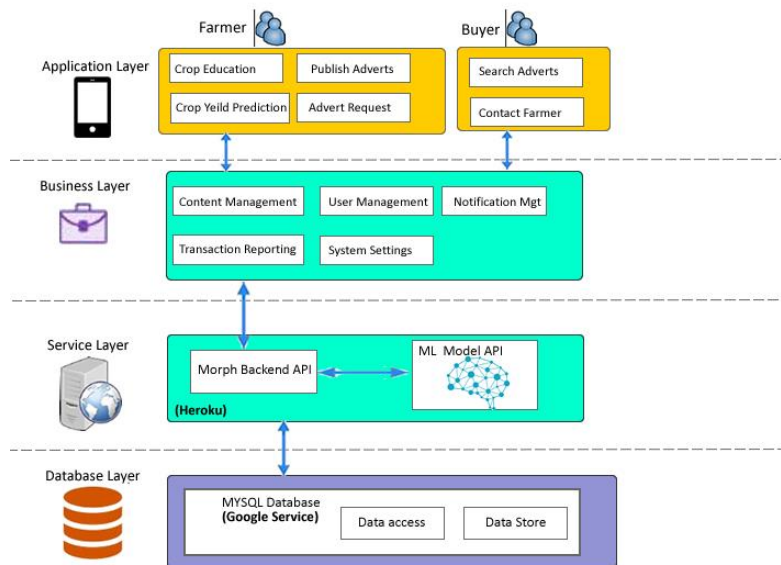 Farmer
Buyer
Application Layer
Crop Education
Publish Adverts
Crop Yeild Prediction
Advert Request
Search Adverts
Contact Farmer
Business Layer
Content Management
User Management
Notification Mgt
Transaction Reporting
System Settings
Service Layer
Morph Backend API
ML Model API
(Heroku)
Database Layer
MYSQL Database
(Google Service)
Data access
Data Store